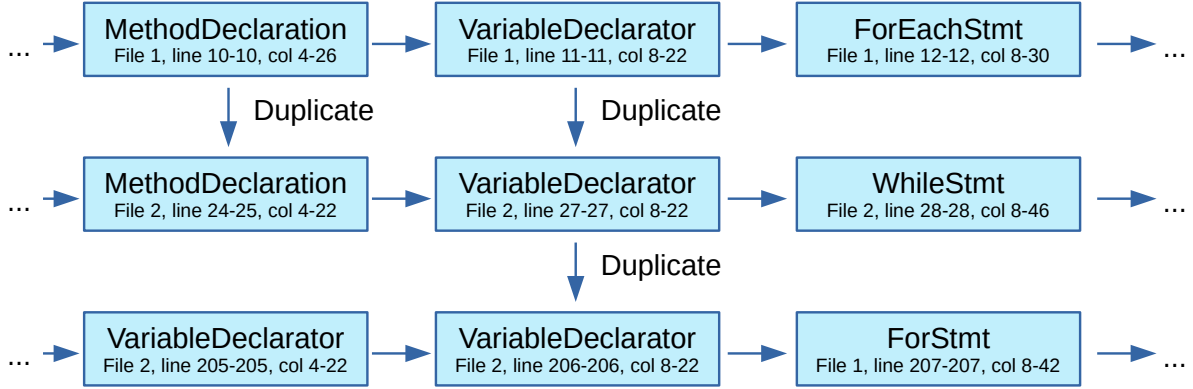 MethodDeclaration
File 1, line 10-10, col 4-26
VariableDeclarator
File 1, line 11-11, col 8-22
ForEachStmt
File 1, line 12-12, col 8-30
...
...
Duplicate
Duplicate
MethodDeclaration
File 2, line 24-25, col 4-22
VariableDeclarator
File 2, line 27-27, col 8-22
WhileStmt
File 2, line 28-28, col 8-46
...
...
Duplicate
VariableDeclarator
File 2, line 205-205, col 4-22
VariableDeclarator
File 2, line 206-206, col 8-22
ForStmt
File 1, line 207-207, col 8-42
...
...